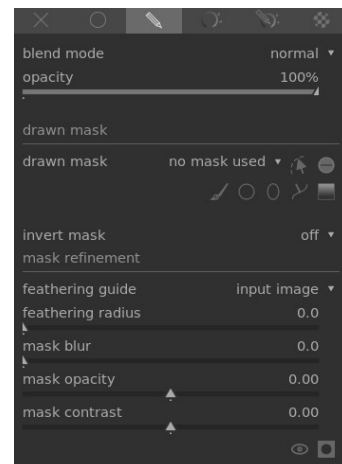 blend mode normal
opacity 100%
drawn mask
drawn mask no mask used
invert mask off
mask refinement
feathering guide input image
feathering radius 0.0
mask blur 0.0
mask opacity 0.00
mask contrast 0.00